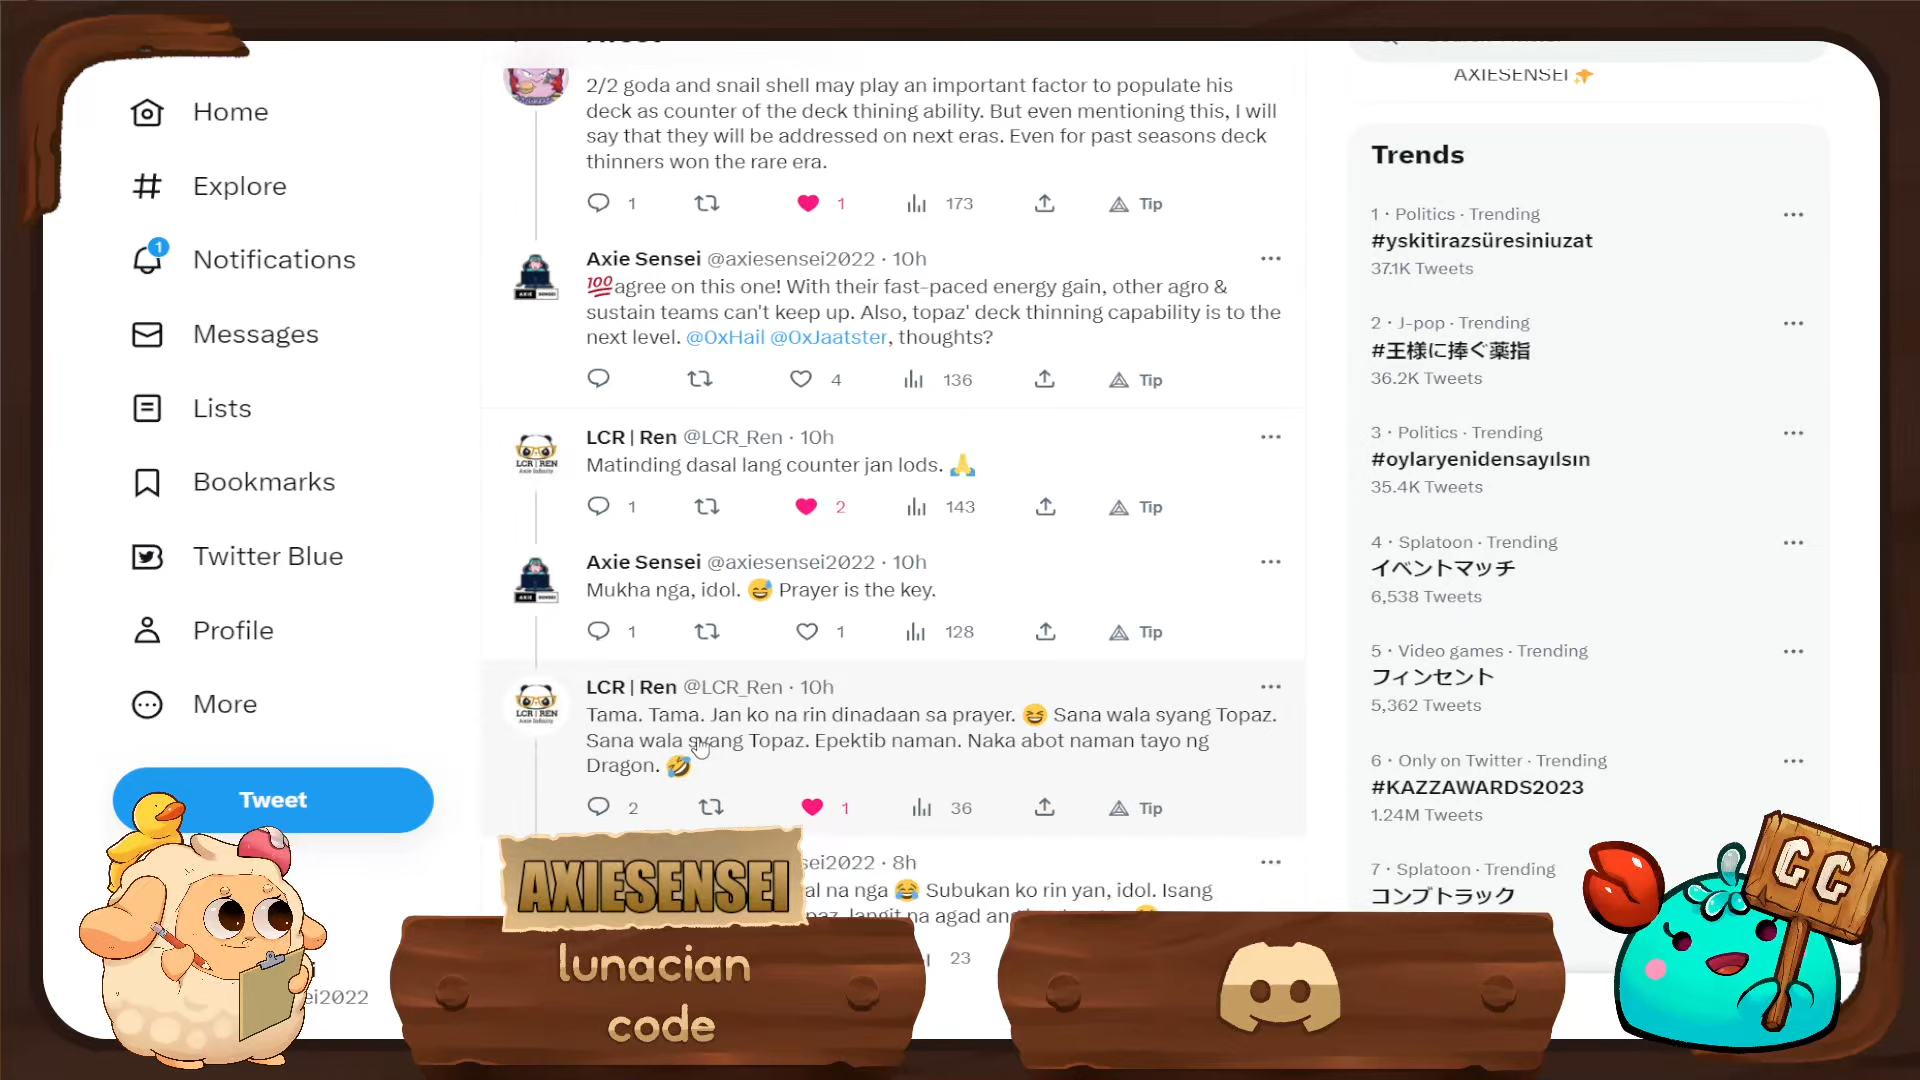 Home
Explore
1
Notifications
Messages
Lists
Bookmarks
Twitter Blue
Profile
More
Tweet
2/2 goda and snail shell may play an important factor to populate his
deck as counter of the deck thining ability. But even mentioning this, I will
say that they will be addressed on next eras. Even for past seasons deck
thinners won the rare era.
1 1 173 Tip
Axie Sensei @axiesensei2022 · 10h
💯agree on this one! With their fast-paced energy gain, other agro &
sustain teams can't keep up. Also, topaz' deck thinning capability is to the
next level. @0xHail @0xJaatster, thoughts?
4 136 Tip
LCR | REN
LCR | Ren @LCR_Ren · 10h
Matinding dasal lang counter jan lods. 🙏
1 2 143 Tip
AXIE SENSEI
Axie Sensei @axiesensei2022 · 10h
Mukha nga, idol. 😅 Prayer is the key.
1 1 128 Tip
LCR | REN
LCR | Ren @LCR_Ren · 10h
Tama. Tama. Jan ko na rin dinadaan sa prayer. 😆 Sana wala syang Topaz.
Sana wala syang Topaz. Epektib naman. Naka abot naman tayo ng
Dragon. 🤣
2 1 36 Tip
sei2022 · 8h
al na nga 😂 Subukan ko rin yan, idol. Isang
23
AXIESENSEI ✨
Trends
1 · Politics · Trending
#yskitirazsüresiniuzat
37.1K Tweets
2 · J-pop · Trending
#王様に捧ぐ薬指
36.2K Tweets
3 · Politics · Trending
#oylaryenidensayılsın
35.4K Tweets
4 · Splatoon · Trending
イベントマッチ
6,538 Tweets
5 · Video games · Trending
フィンセント
5,362 Tweets
6 · Only on Twitter · Trending
#KAZZAWARDS2023
1.24M Tweets
7 · Splatoon · Trending
コンブトラック
ei2022
AXIESENSEI
lunacian
code
CC